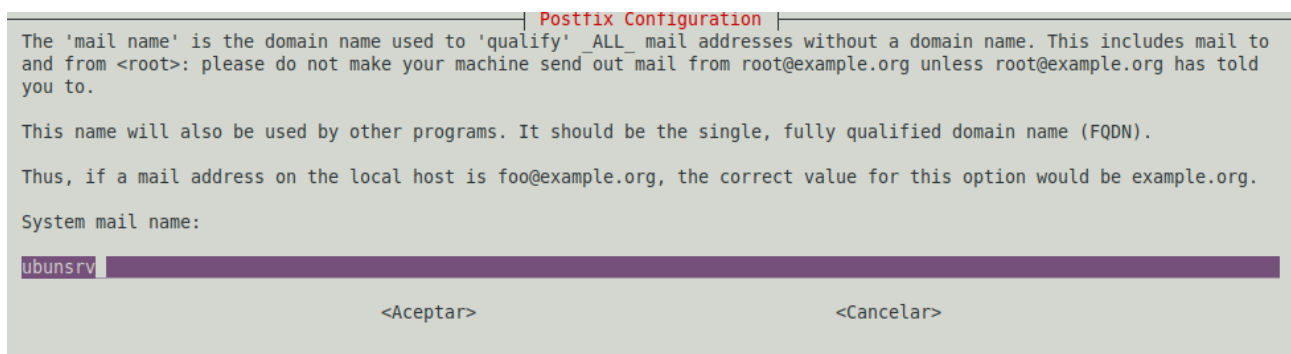 Postfix Configuration
The 'mail name' is the domain name used to 'qualify' _ALL_ mail addresses without a domain name. This includes mail to
and from <root>: please do not make your machine send out mail from root@example.org unless root@example.org has told
you to.
This name will also be used by other programs. It should be the single, fully qualified domain name (FQDN).
Thus, if a mail address on the local host is foo@example.org, the correct value for this option would be example.org.
System mail name:
ubunsrv
<Aceptar> <Cancelar>